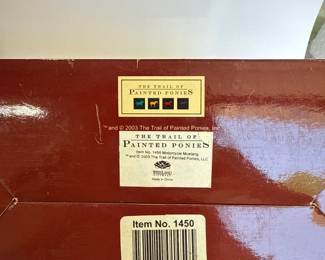 THE TRAIL OF
PAINTED PONIES
™ and © 2003 The Trail of Painted Ponies, Inc.
THE TRAIL OF
PAINTED PONIES
Item No. 1450 Motorcycle Mustang
™ and © 2003 The Trail of Painted Ponies, LLC
Made in China
Item No. 1450